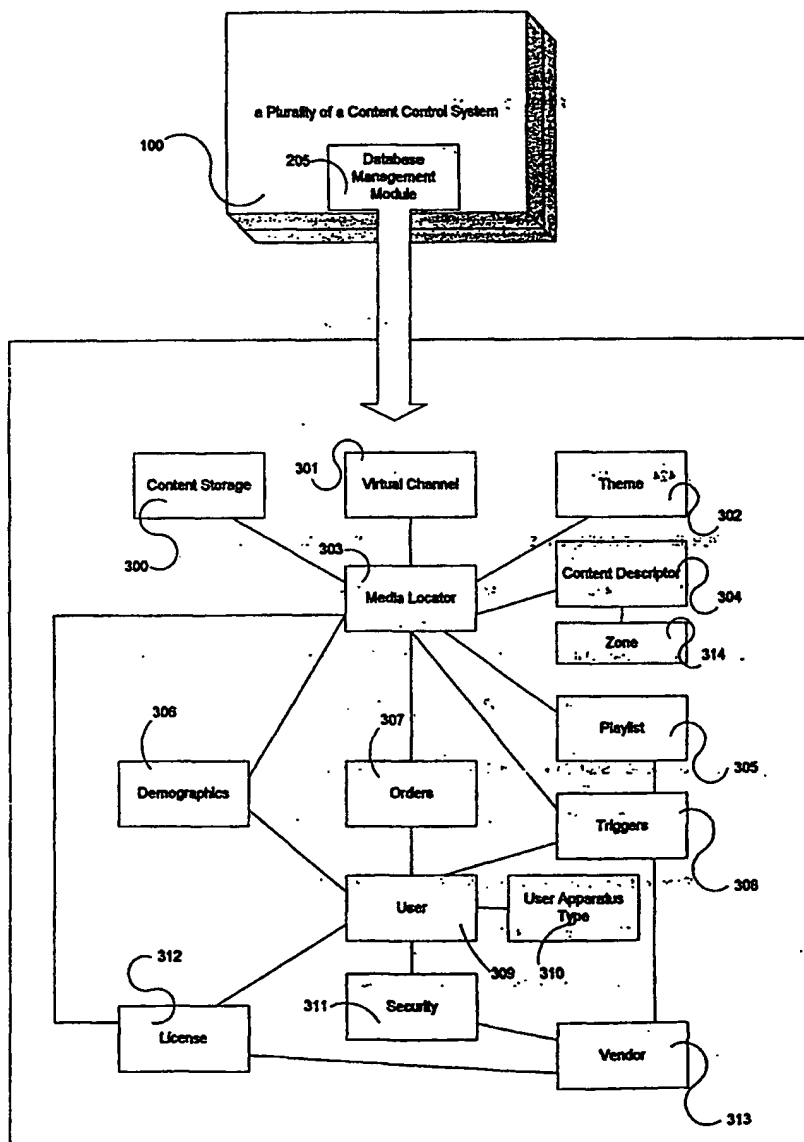 a Plurality of a Content Control System
100
205
Database
Management
Module
301
Content Storage
Virtual Channel
Theme
300
303
302
Media Locator
Content Descriptor
304
Zone
314
306
307
Playlist
305
Demographics
Orders
Triggers
308
User
User Apparatus
Type
309
310
312
311
Security
License
Vendor
313